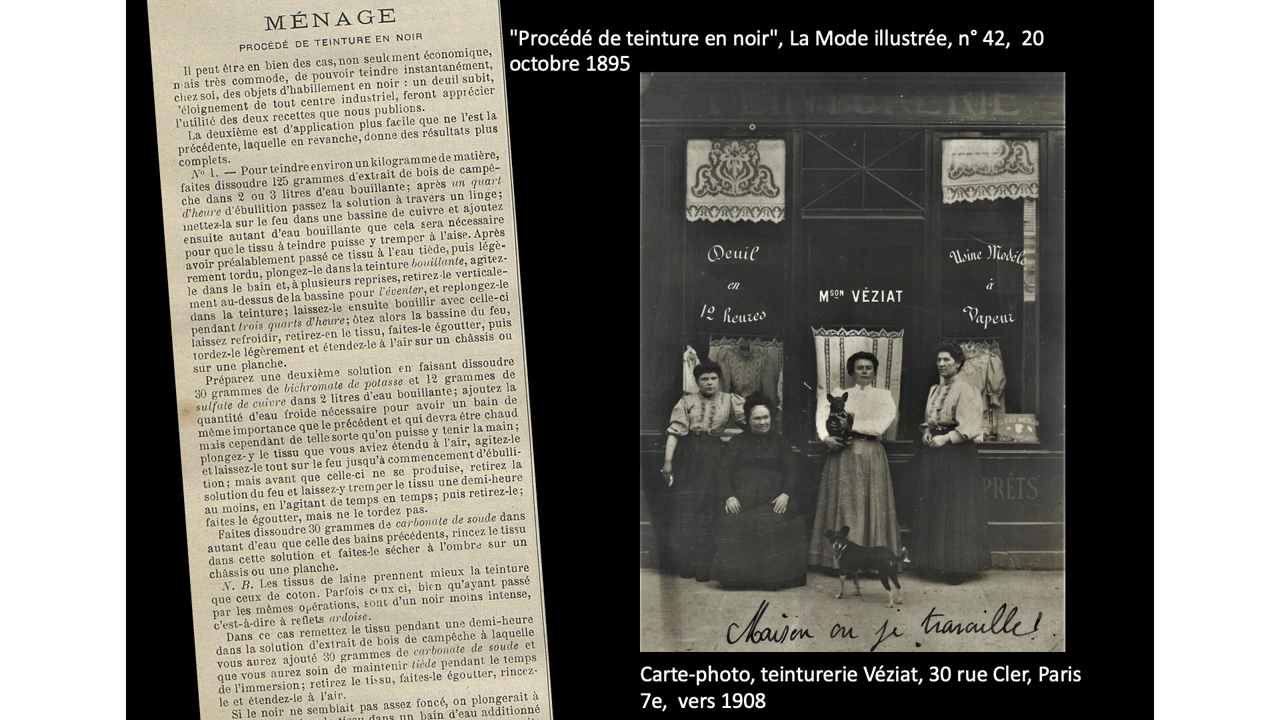 MÉNAGE
PROCÉDÉ DE TEINTURE EN NOIR
Il peut être en bien des cas, non seulement économique,
mais très commode, de pouvoir teindre instantanément,
chez soi, des objets d'habillement en noir : un deuil subit,
'éloignement de tout centre industriel, feront apprécier
l'utilité des deux recettes que nous publions.
La deuxième est d'application plus facile que ne l'est la
précédente, laquelle en revanche, donne des résultats plus
complets.
N° 1. — Pour teindre environ un kilogramme de matière,
faites dissoudre 125 grammes d'extrait de bois de campê-
che dans 2 ou 3 litres d'eau bouillante; après un quart
d'heure d'ébullition passez la solution à travers un linge;
mettez-la sur le feu dans une bassine de cuivre et ajoutez
ensuite autant d'eau bouillante que cela sera nécessaire
pour que le tissu à teindre puisse y tremper à l'aise. Après
avoir préalablement passé ce tissu à l'eau tiède, puis légè-
rement tordu, plongez-le dans la teinture bouillante, agitez-
le dans le bain et, à plusieurs reprises, retirez-le verticale-
ment au-dessus de la bassine pour l'éventer, et replongez-le
dans la teinture; laissez-le ensuite bouillir avec celle-ci
pendant trois quarts d'heure; ôtez alors la bassine du feu,
laissez refroidir, retirez-en le tissu, faites-le égoutter, puis
tordez-le légèrement et étendez-le à l'air sur un châssis ou
sur une planche.
Préparez une deuxième solution en faisant dissoudre
30 grammes de bichromate de potasse et 12 grammes de
sulfate de cuivre dans 2 litres d'eau bouillante; ajoutez la
quantité d'eau froide nécessaire pour avoir un bain de
même importance que le précédent et qui devra être chaud
mais cependant de telle sorte qu'on puisse y tenir la main;
plongez-y le tissu que vous aviez étendu à l'air, agitez-le
et laissez-le tout sur le feu jusqu'à commencement d'ébulli-
tion; mais avant que celle-ci ne se produise, retirez la
solution du feu et laissez-y tremper le tissu une demi-heure
au moins, en l'agitant de temps en temps; puis retirez-le;
faites-le égoutter, mais ne le tordez pas.
Faites dissoudre 30 grammes de carbonate de soude dans
autant d'eau que celle des bains précédents, rincez le tissu
dans cette solution et faites-le sécher à l'ombre sur un
châssis ou une planche.
N. B. Les tissus de laine prennent mieux la teinture
que ceux de coton. Parfois ceux ci, bien qu'ayant passé
par les mêmes opérations, sont d'un noir moins intense,
c'est-à-dire à reflets ardoise.
Dans ce cas remettez le tissu pendant une demi-heure
dans la solution d'extrait de bois de campêche à laquelle
vous aurez ajouté 30 grammes de carbonate de soude et
que vous aurez soin de maintenir tiède pendant le temps
de l'immersion; retirez le tissu, faites-le égoutter, rincez-
le et étendez-le à l'air.
Si le noir ne semblait pas assez foncé, on plongerait à
tissu dans un bain d'eau additionné
"Procédé de teinture en noir", La Mode illustrée, n° 42, 20
octobre 1895
Deuil
en
12 heures
Mson VÉZIAT
Usine Modèle
à
Vapeur
PRÊTS
Maison ou je travaille!
Carte-photo, teinturerie Véziat, 30 rue Cler, Paris
7e, vers 1908